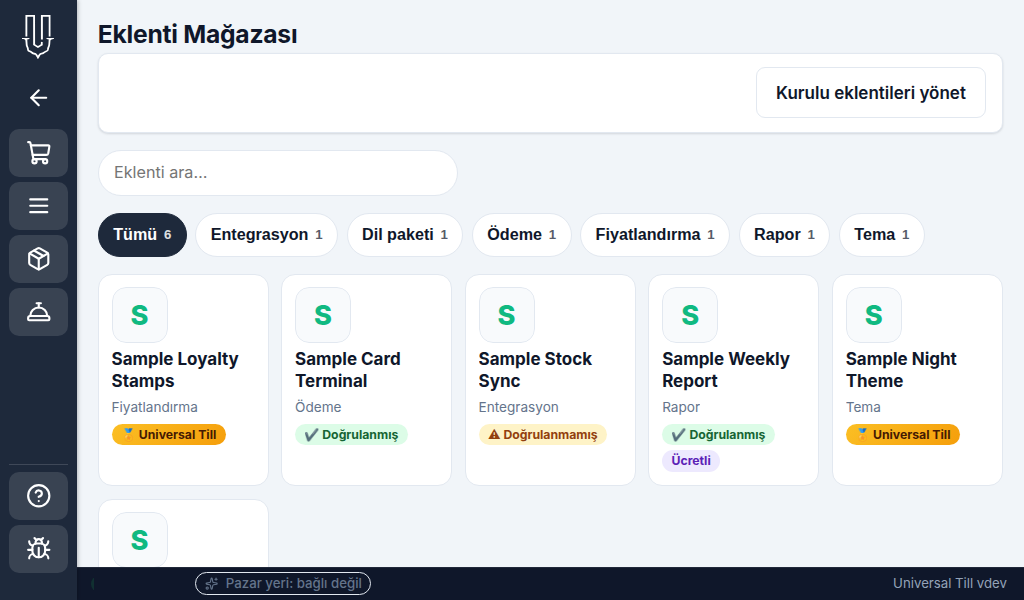 Eklenti Mağazası
Kurulu eklentileri yönet
Eklenti ara...
Tümü 6
Entegrasyon 1
Dil paketi 1
Ödeme 1
Fiyatlandırma 1
Rapor 1
Tema 1
S
Sample Loyalty
Stamps
Fiyatlandırma
Universal Till
S
Sample Card
Terminal
Ödeme
Doğrulanmış
S
Sample Stock
Sync
Entegrasyon
Doğrulanmamış
S
Sample Weekly
Report
Rapor
Doğrulanmış
Ücretli
S
Sample Night
Theme
Tema
Universal Till
S
Pazar yeri: bağlı değil
Universal Till vdev